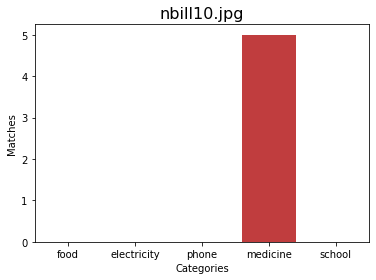 nbill10.jpg
5
4
3
2
1
0
Matches
food electricity phone medicine school
Categories